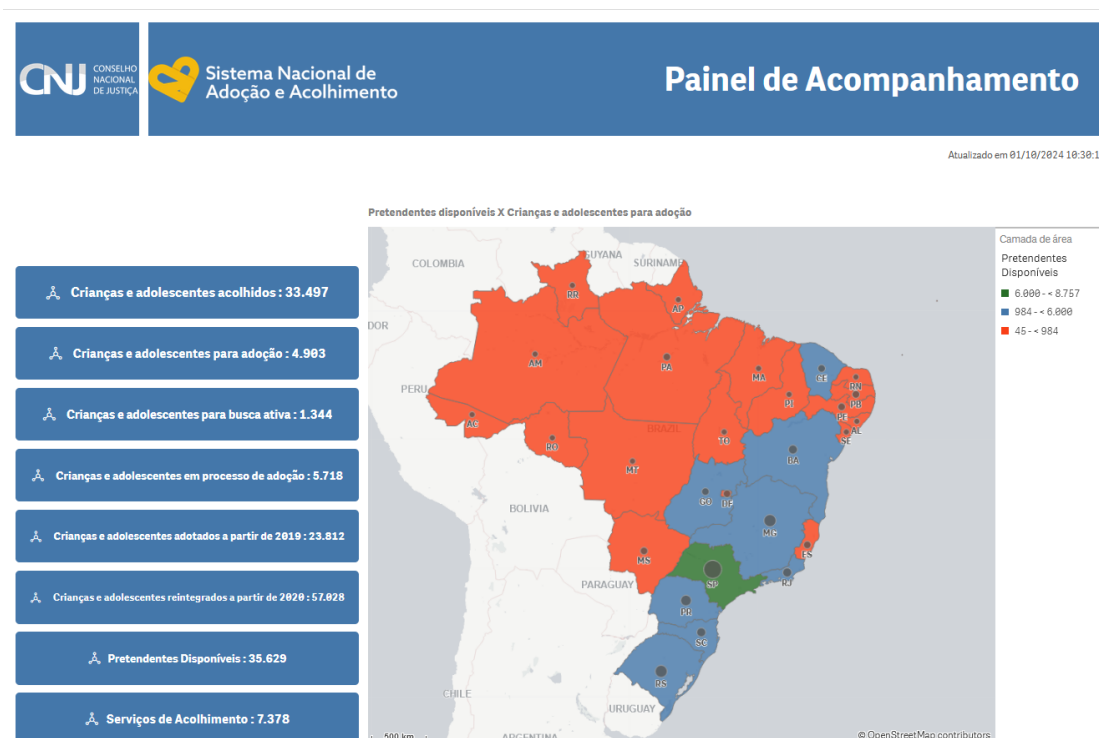 CNJ
CONSELHO
NACIONAL
DE JUSTIÇA
Sistema Nacional de
Adoção e Acolhimento
Painel de Acompanhamento
Atualizado em 01/10/2024 10:30:1
Pretendentes disponíveis X Crianças e adolescentes para adoção
Crianças e adolescentes acolhidos : 33.497
Crianças e adolescentes para adoção : 4.903
Crianças e adolescentes para busca ativa : 1.344
Crianças e adolescentes em processo de adoção : 5.718
Crianças e adolescentes adotados a partir de 2019 : 23.812
Crianças e adolescentes reintegrados a partir de 2020 : 57.028
Pretendentes Disponíveis : 35.629
Serviços de Acolhimento : 7.378
COLOMBIA
GUYANA
SURINAME
DOR
PERU
BRAZIL
BOLIVIA
PARAGUAY
CHILE
URUGUAY
ARGENTINA
RR
AP
AM
PA
MA
CE
RN
PB
PI
PE
AL
SE
AC
RO
TO
MT
BA
GO
DF
MG
ES
MS
SP
RJ
PR
SC
RS
500 km
© OpenStreetMap contributors
Camada de área
Pretendentes
Disponíveis
6.000 - < 8.757
984 - < 6.000
45 - < 984